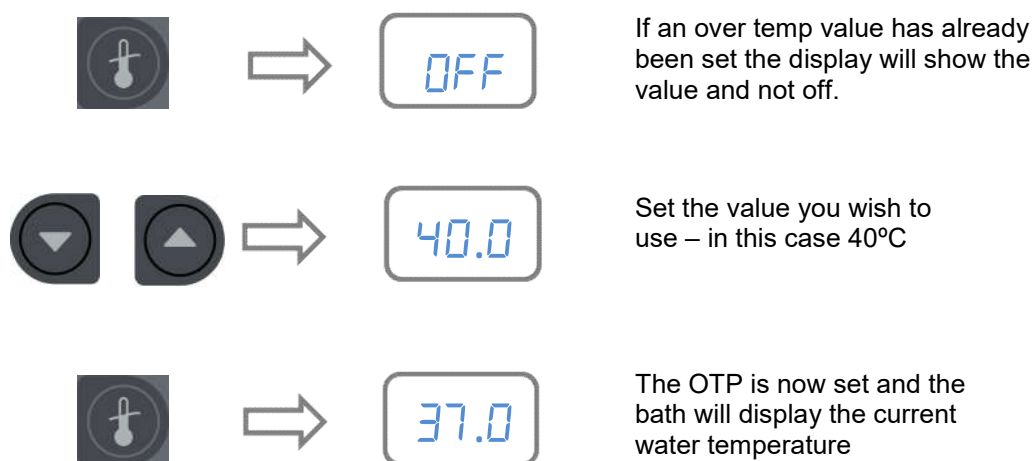 OFF
If an over temp value has already
been set the display will show the
value and not off.
40.0
Set the value you wish to
use – in this case 40ºC
37.0
The OTP is now set and the
bath will display the current
water temperature